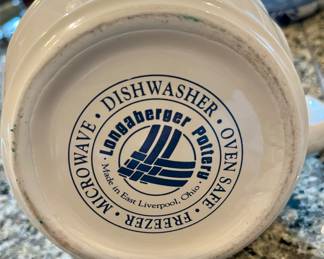 MICROWAVE • DISHWASHER • OVEN SAFE • FREEZER •
Longaberger Pottery
Made in East Liverpool, Ohio